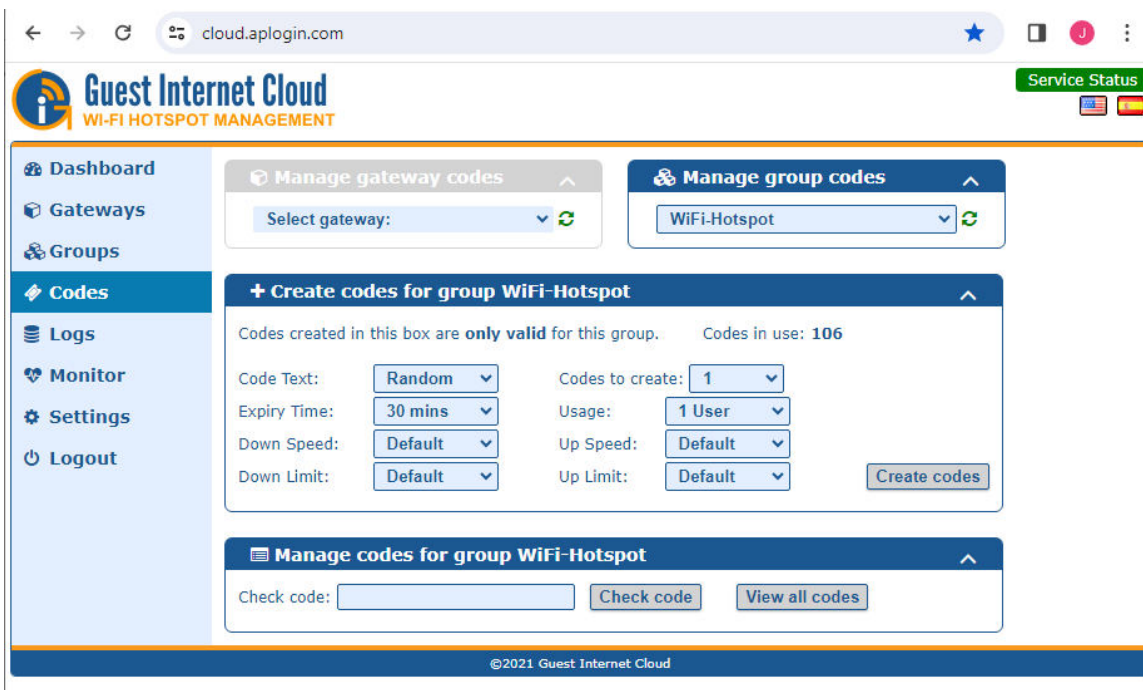 cloud.aplogin.com
J
Guest Internet Cloud
WI-FI HOTSPOT MANAGEMENT
Service Status
Dashboard
Gateways
Groups
Codes
Logs
Monitor
Settings
Logout
Manage gateway codes
Select gateway:
Manage group codes
WiFi-Hotspot
Create codes for group WiFi-Hotspot
Codes created in this box are only valid for this group. Codes in use: 106
Code Text: Random Codes to create: 1
Expiry Time: 30 mins Usage: 1 User
Down Speed: Default Up Speed: Default
Down Limit: Default Up Limit: Default Create codes
Manage codes for group WiFi-Hotspot
Check code: Check code View all codes
©2021 Guest Internet Cloud